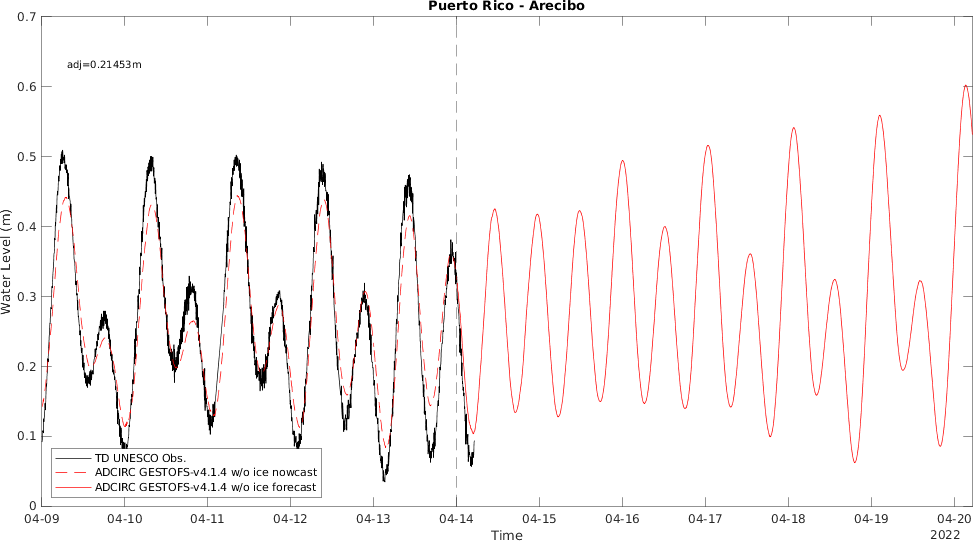 Puerto Rico - Arecibo
0.7
adj=0.21453m
0.6
0.5
0.4
0.3
0.2
0.1
0
Water Level (m)
TD UNESCO Obs.
ADCIRC GESTOFS-v4.1.4 w/o ice nowcast
ADCIRC GESTOFS-v4.1.4 w/o ice forecast
04-09 04-10 04-11 04-12 04-13 04-14 04-15 04-16 04-17 04-18 04-19 04-20
Time
2022